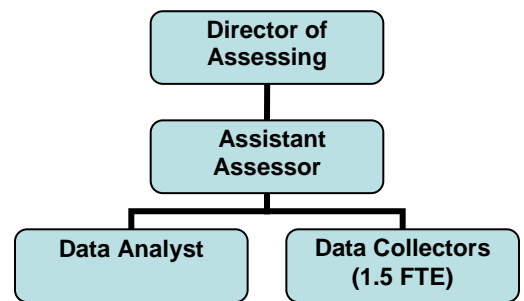 Director of
Assessing
Assistant
Assessor
Data Analyst
Data Collectors
(1.5 FTE)